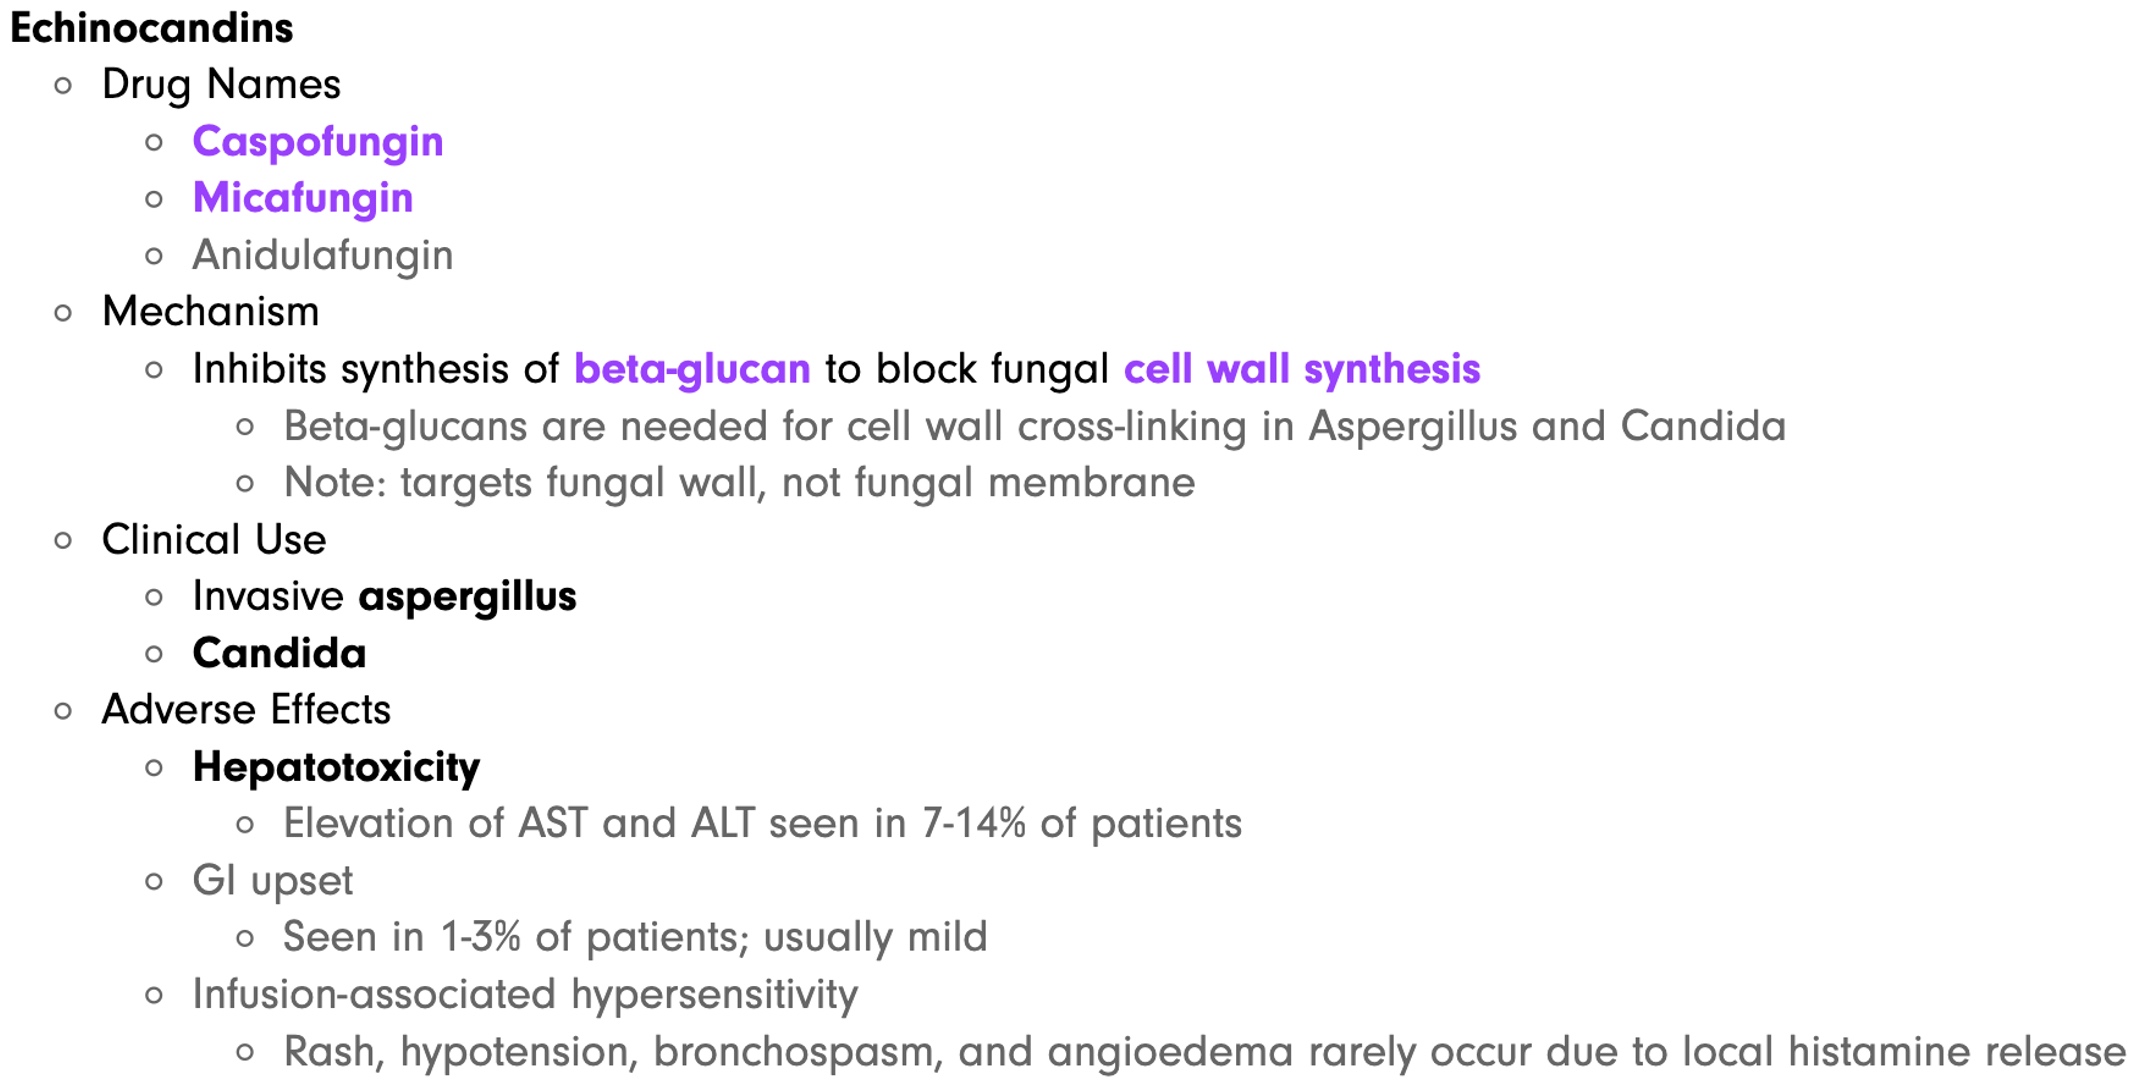 Echinocandins
Drug Names
Caspofungin
Micafungin
Anidulafungin
Mechanism
Inhibits synthesis of beta-glucan to block fungal cell wall synthesis
Beta-glucans are needed for cell wall cross-linking in Aspergillus and Candida
Note: targets fungal wall, not fungal membrane
Clinical Use
Invasive aspergillus
Candida
Adverse Effects
Hepatotoxicity
Elevation of AST and ALT seen in 7-14% of patients
GI upset
Seen in 1-3% of patients; usually mild
Infusion-associated hypersensitivity
Rash, hypotension, bronchospasm, and angioedema rarely occur due to local histamine release